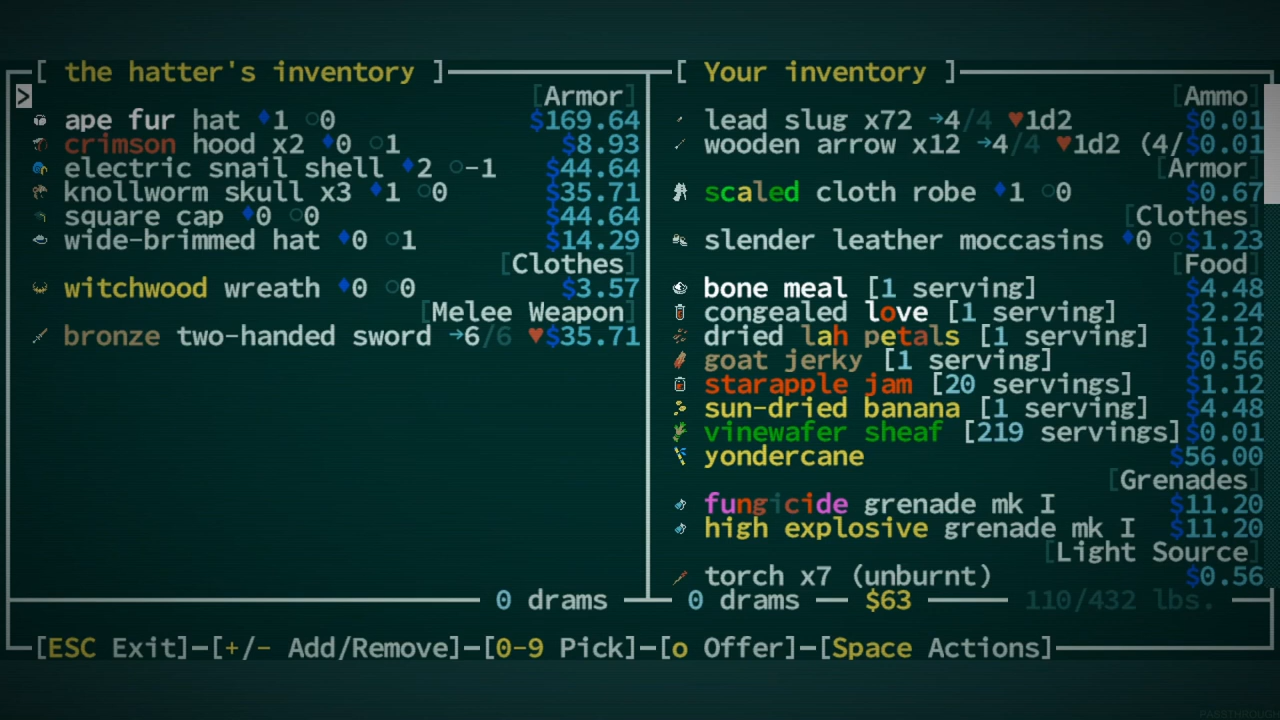 [ the hatter's inventory ]
>
[Armor]
ape fur hat ♦1 ○0 $169.64
crimson hood x2 ♦0 ○1 $8.93
electric snail shell ♦2 ○-1 $44.64
knollworm skull x3 ♦1 ○0 $35.71
square cap ♦0 ○0 $44.64
wide-brimmed hat ♦0 ○1 $14.29
[Clothes]
witchwood wreath ♦0 ○0 $3.57
[Melee Weapon]
bronze two-handed sword →6/6 ♥$35.71
0 drams
[ Your inventory ]
[Ammo]
lead slug x72 →4/4 ♥1d2 $0.01
wooden arrow x12 →4/4 ♥1d2 (4/$0.01
[Armor]
scaled cloth robe ♦1 ○0 $0.67
[Clothes]
slender leather moccasins ♦0 ○$1.23
[Food]
bone meal [1 serving] $4.48
congealed love [1 serving] $2.24
dried lah petals [1 serving] $1.12
goat jerky [1 serving] $0.56
starapple jam [20 servings] $1.12
sun-dried banana [1 serving] $4.48
vinewafer sheaf [219 servings] $0.01
yondercane $56.00
[Grenades]
fungicide grenade mk I $11.20
high explosive grenade mk I $11.20
[Light Source]
torch x7 (unburnt) $0.56
0 drams $63 110/432 lbs.
[ESC Exit]-[+/- Add/Remove]-[0-9 Pick]-[o Offer]-[Space Actions]